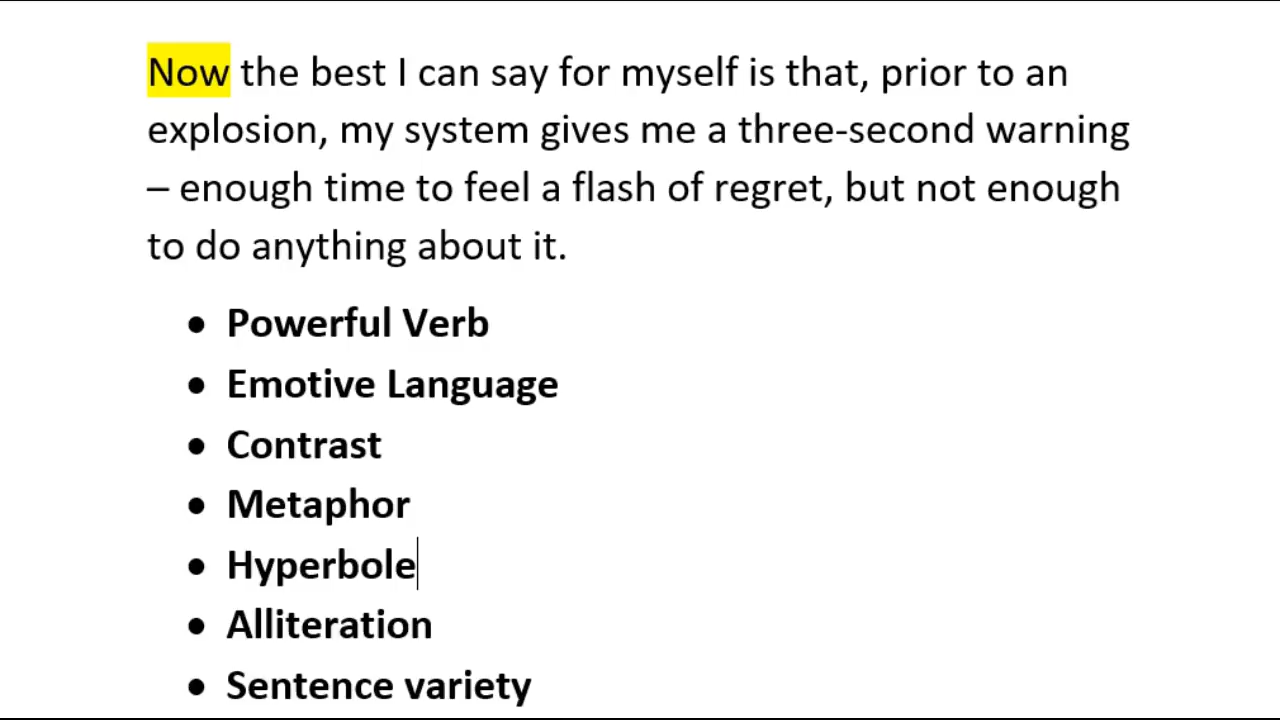 Now the best I can say for myself is that, prior to an
explosion, my system gives me a three-second warning
– enough time to feel a flash of regret, but not enough
to do anything about it.
• Powerful Verb
• Emotive Language
• Contrast
• Metaphor
• Hyperbole
• Alliteration
• Sentence variety